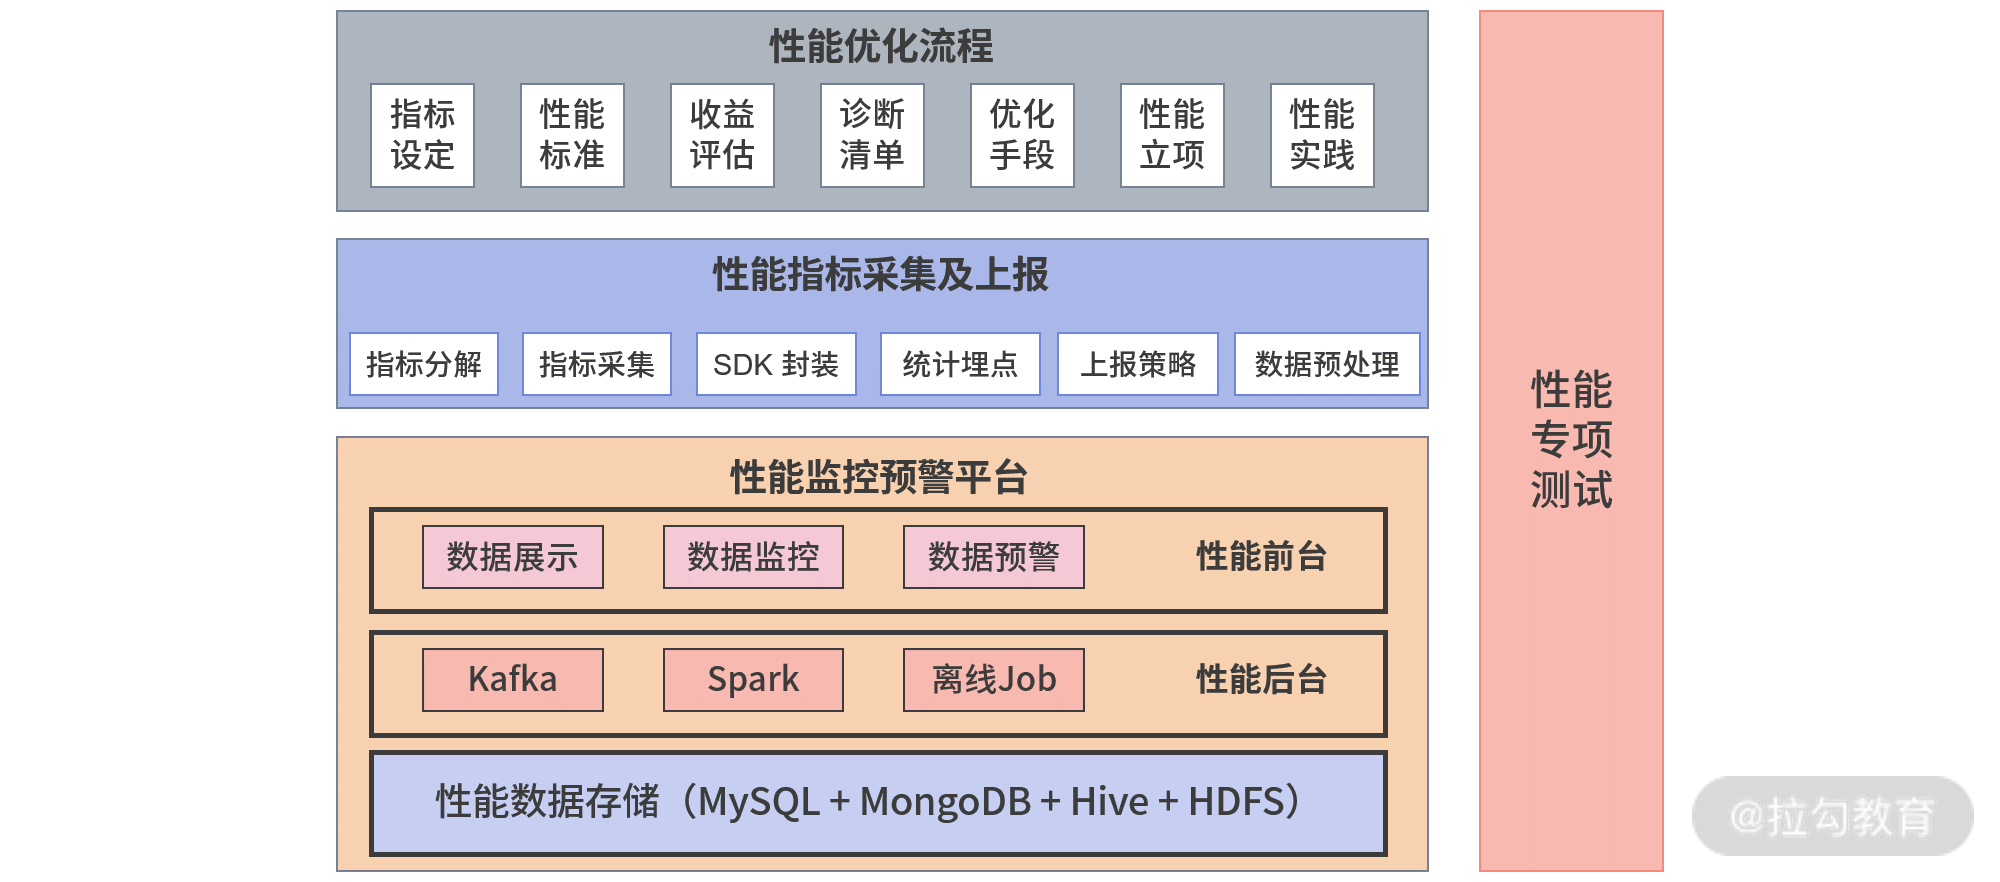 性能优化流程
指标
设定
性能
标准
收益
评估
诊断
清单
优化
手段
性能
立项
性能
实践
性能指标采集及上报
指标分解
指标采集
SDK 封装
统计埋点
上报策略
数据预处理
性能监控预警平台
数据展示
数据监控
数据预警
性能前台
Kafka
Spark
离线Job
性能后台
性能数据存储（MySQL + MongoDB + Hive + HDFS）
性能
专项
测试
@拉勾教育